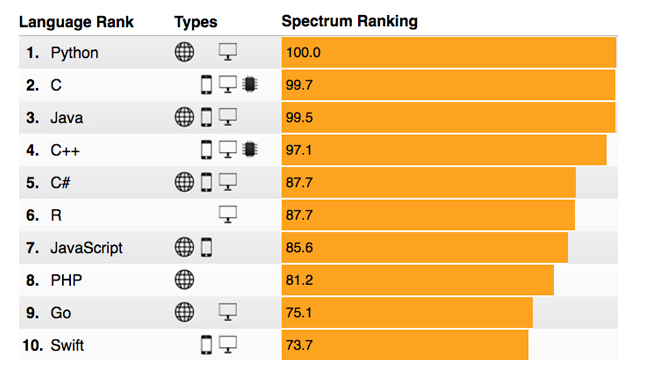 Language Rank Types Spectrum Ranking
1. Python 100.0
2. C 99.7
3. Java 99.5
4. C++ 97.1
5. C# 87.7
6. R 87.7
7. JavaScript 85.6
8. PHP 81.2
9. Go 75.1
10. Swift 73.7